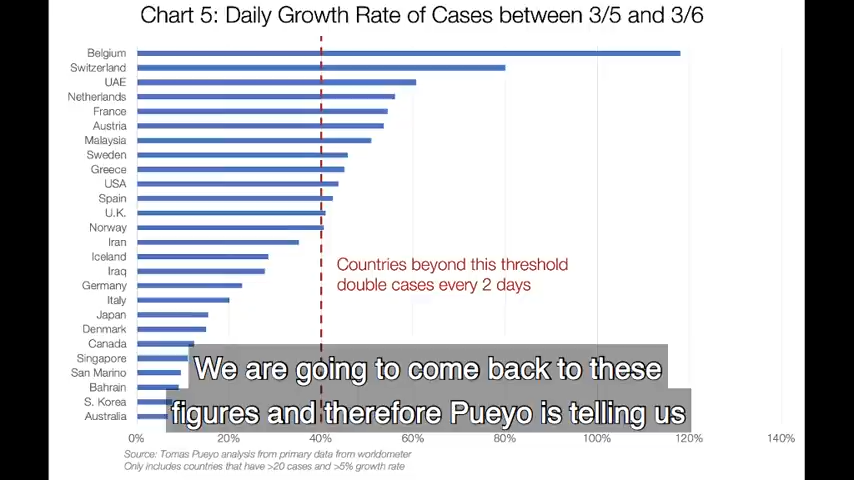 Chart 5: Daily Growth Rate of Cases between 3/5 and 3/6
Belgium
Switzerland
UAE
Netherlands
France
Austria
Malaysia
Sweden
Greece
USA
Spain
U.K.
Norway
Iran
Iceland
Iraq
Germany
Italy
Japan
Denmark
Canada
Singapore
San Marino
Bahrain
S. Korea
Australia
Countries beyond this threshold
double cases every 2 days
We are going to come back to these
figures and therefore Pueyo is telling us
0% 20% 40% 60% 80% 100% 120% 140%
Source: Tomas Pueyo analysis from primary data from worldometer
Only includes countries that have >20 cases and >5% growth rate